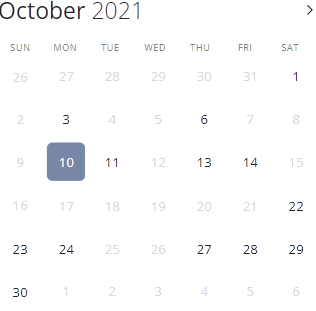 October 2021 >
SUN MON TUE WED THU FRI SAT
26 27 28 29 30 31 1
2 3 4 5 6 7 8
9 10 11 12 13 14 15
16 17 18 19 20 21 22
23 24 25 26 27 28 29
30 1 2 3 4 5 6